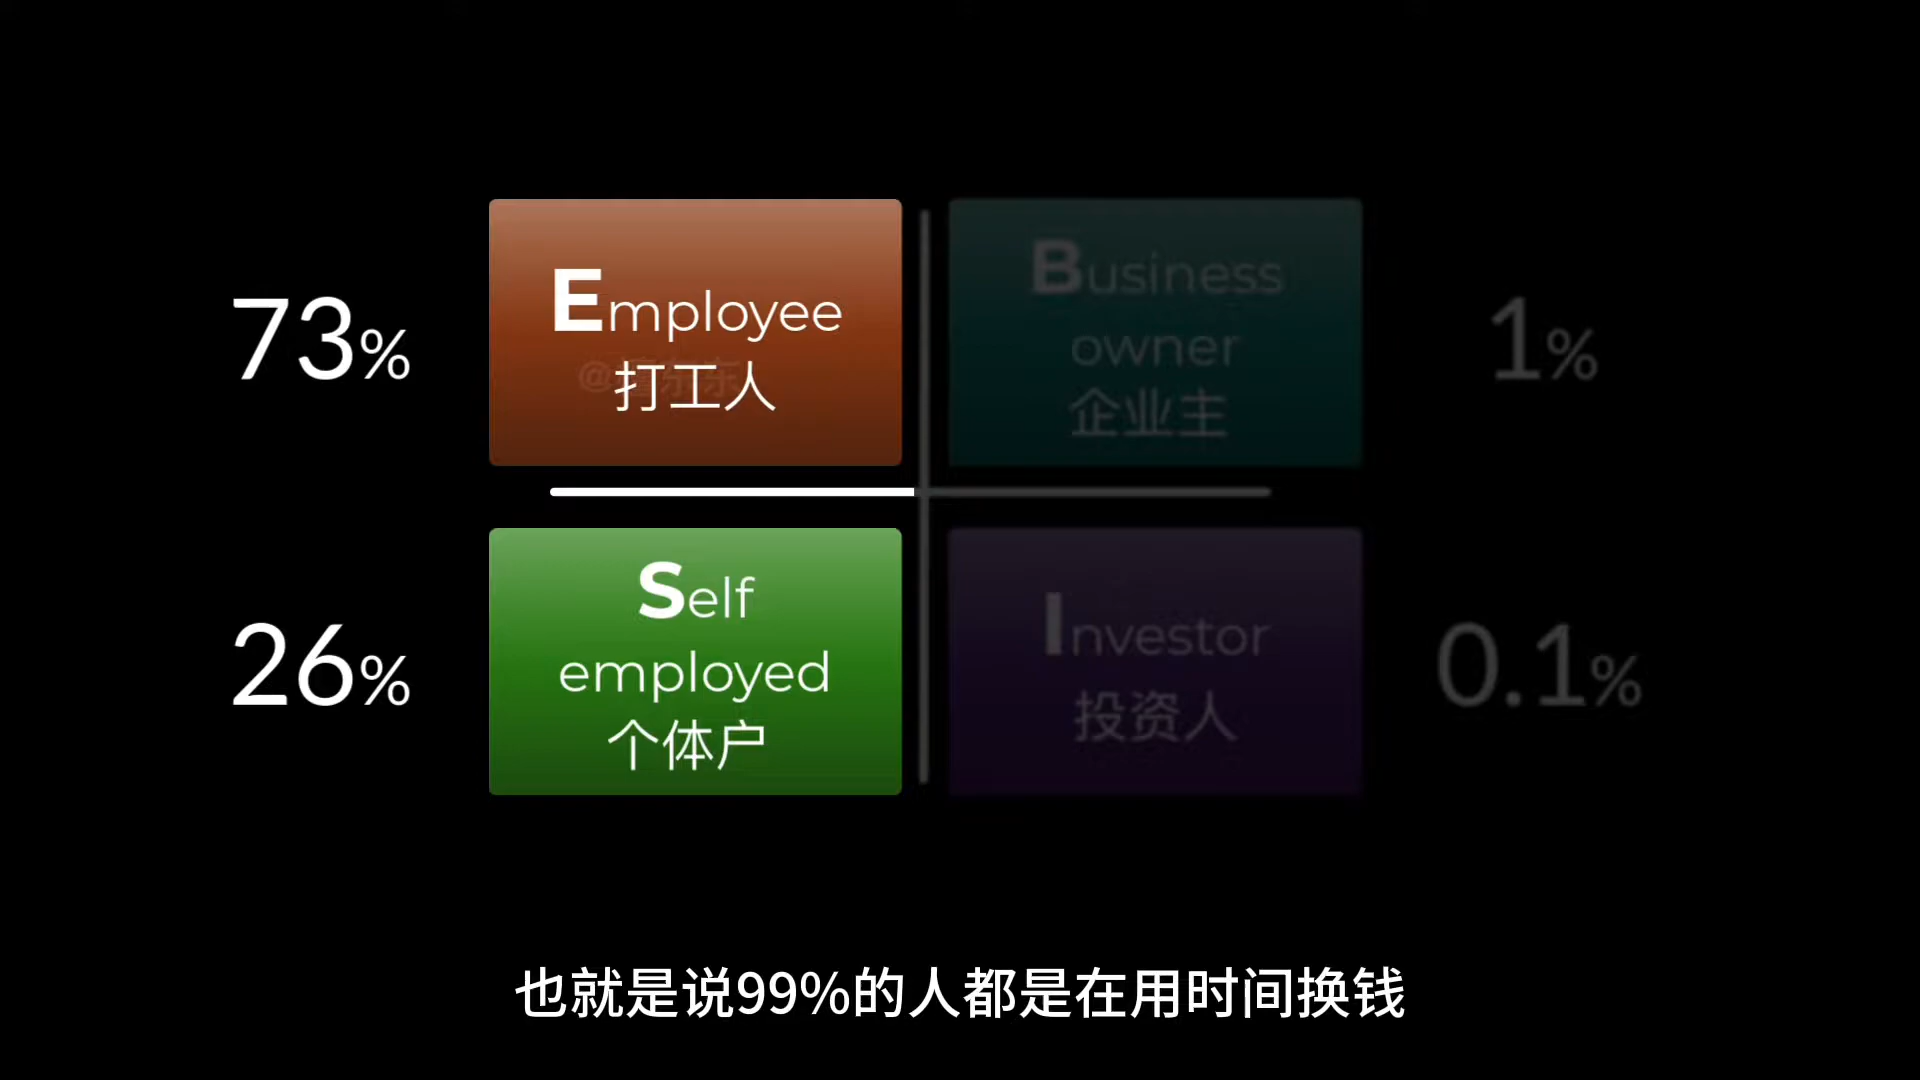 73%
Employee
打工人
Business
owner
企业主
1%
26%
Self
employed
个体户
Investor
投资人
0.1%
也就是说99%的人都是在用时间换钱